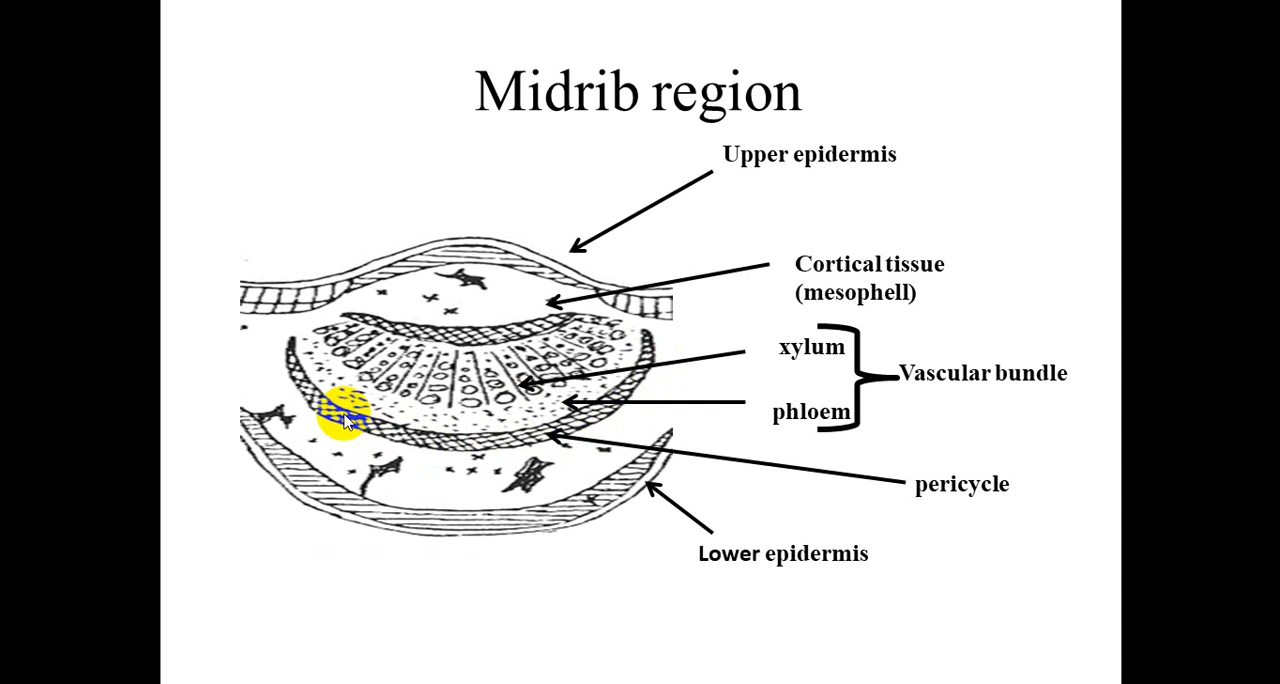 Midrib region
Upper epidermis
Cortical tissue
(mesophell)
xylum
Vascular bundle
phloem
pericycle
Lower epidermis